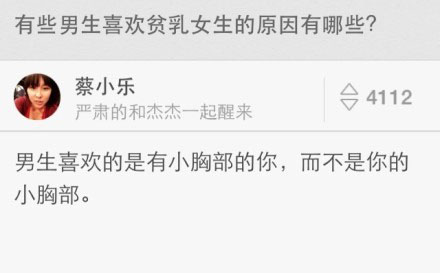 有些男生喜欢贫乳女生的原因有哪些？
蔡小乐
严肃的和杰杰一起醒来
4112
男生喜欢的是有小胸部的你，而不是你的
小胸部。